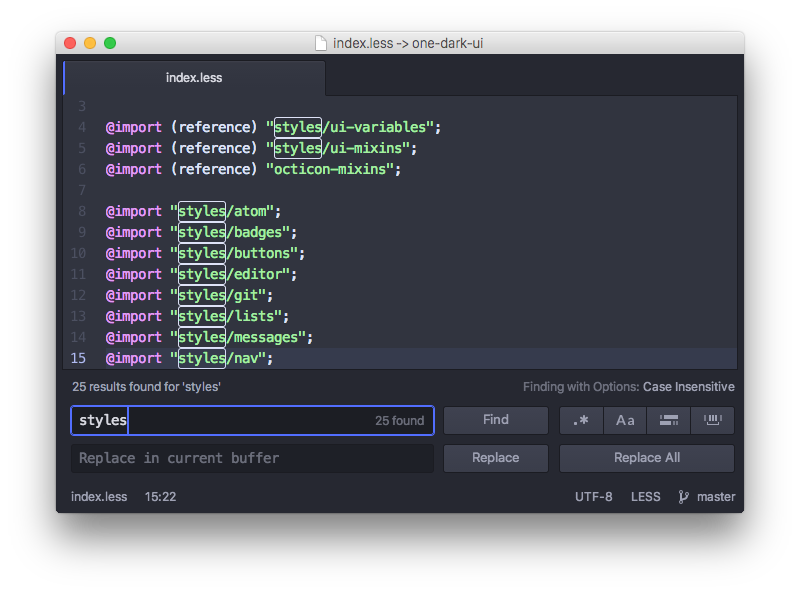 index.less -> one-dark-ui
index.less
3
4 @import (reference) "styles/ui-variables";
5 @import (reference) "styles/ui-mixins";
6 @import (reference) "octicon-mixins";
7
8 @import "styles/atom";
9 @import "styles/badges";
10 @import "styles/buttons";
11 @import "styles/editor";
12 @import "styles/git";
13 @import "styles/lists";
14 @import "styles/messages";
15 @import "styles/nav";
25 results found for 'styles' Finding with Options: Case Insensitive
styles 25 found Find .* Aa
Replace in current buffer Replace Replace All
index.less 15:22 UTF-8 LESS master